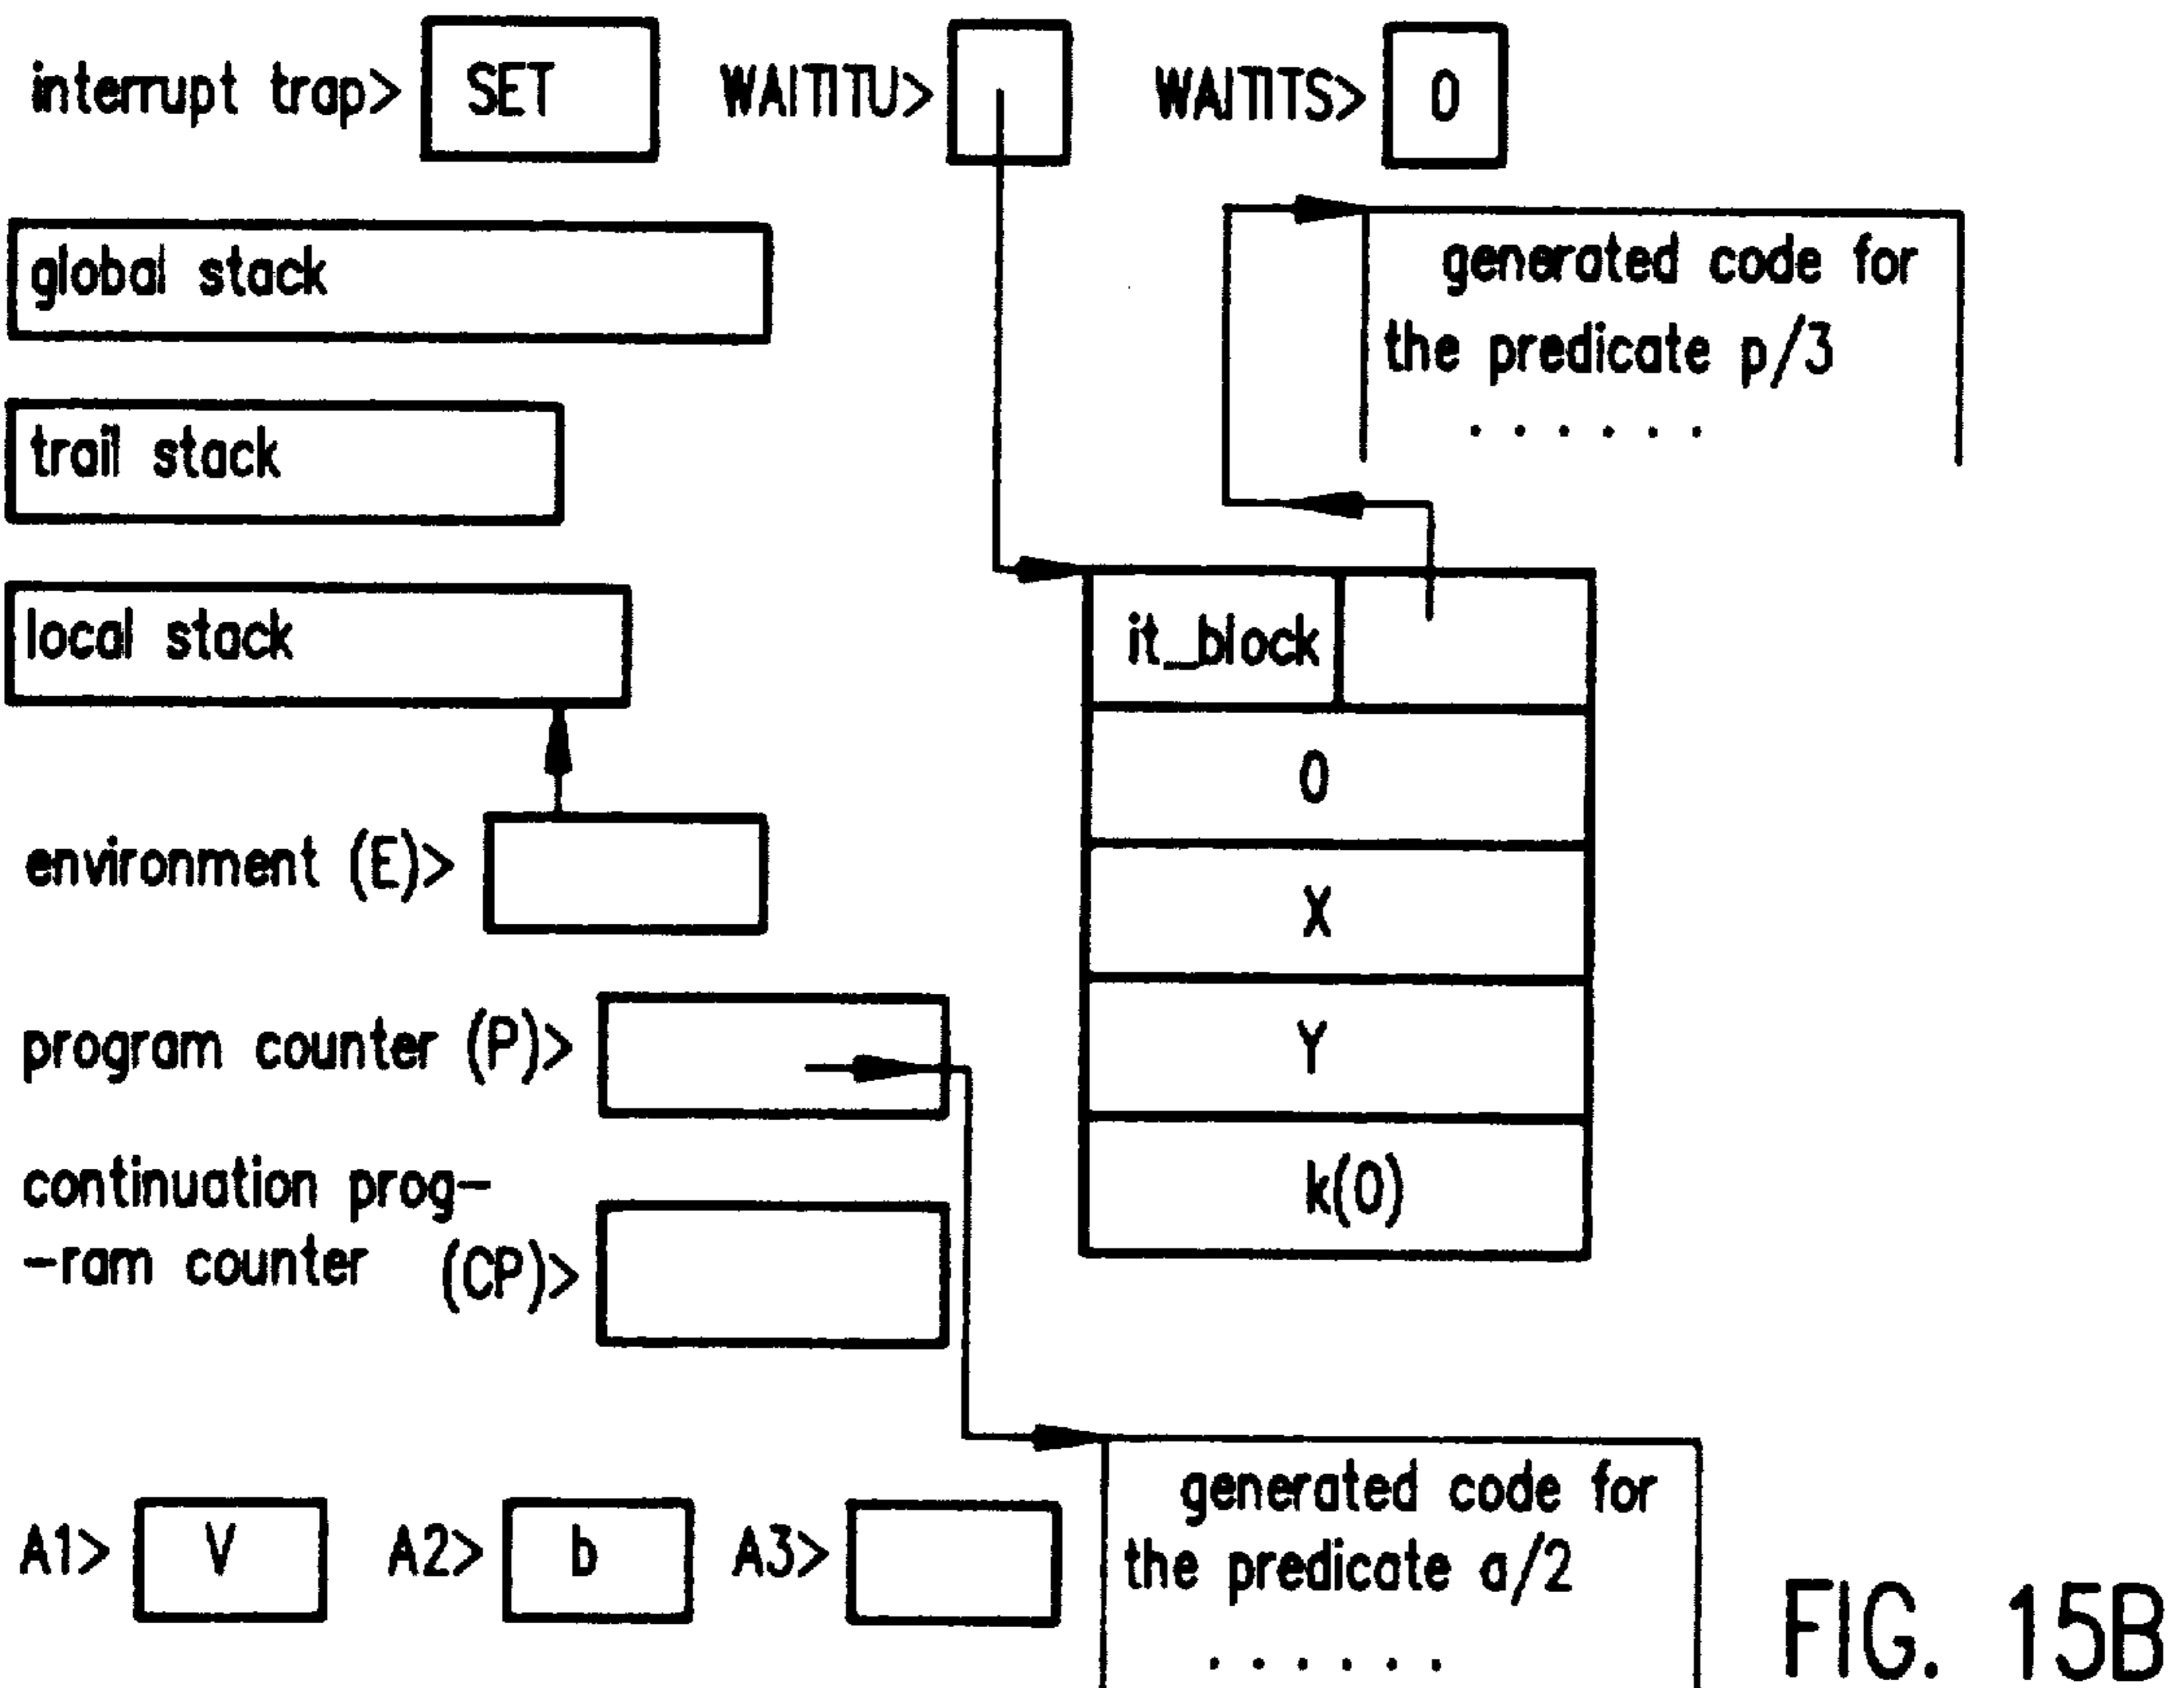 interrupt trap> SET WAITITU> WAITITS> 0
global stack
generated code for
the predicate p/3
. . . . . .
trail stack
local stack
it_block
0
environment (E)>
X
program counter (P)>
Y
continuation prog-
-ram counter (CP)>
k(0)
A1> V A2> b A3>
generated code for
the predicate a/2
. . . . . .
FIG. 15B